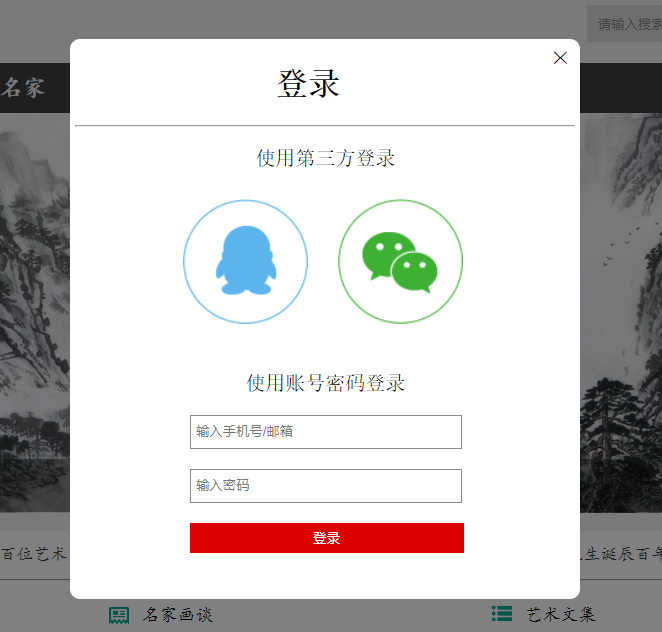 请输入搜索
名家
登录
使用第三方登录
使用账号密码登录
输入手机号/邮箱
输入密码
登录
百位艺术
生诞辰百年
名家画谈
艺术文集